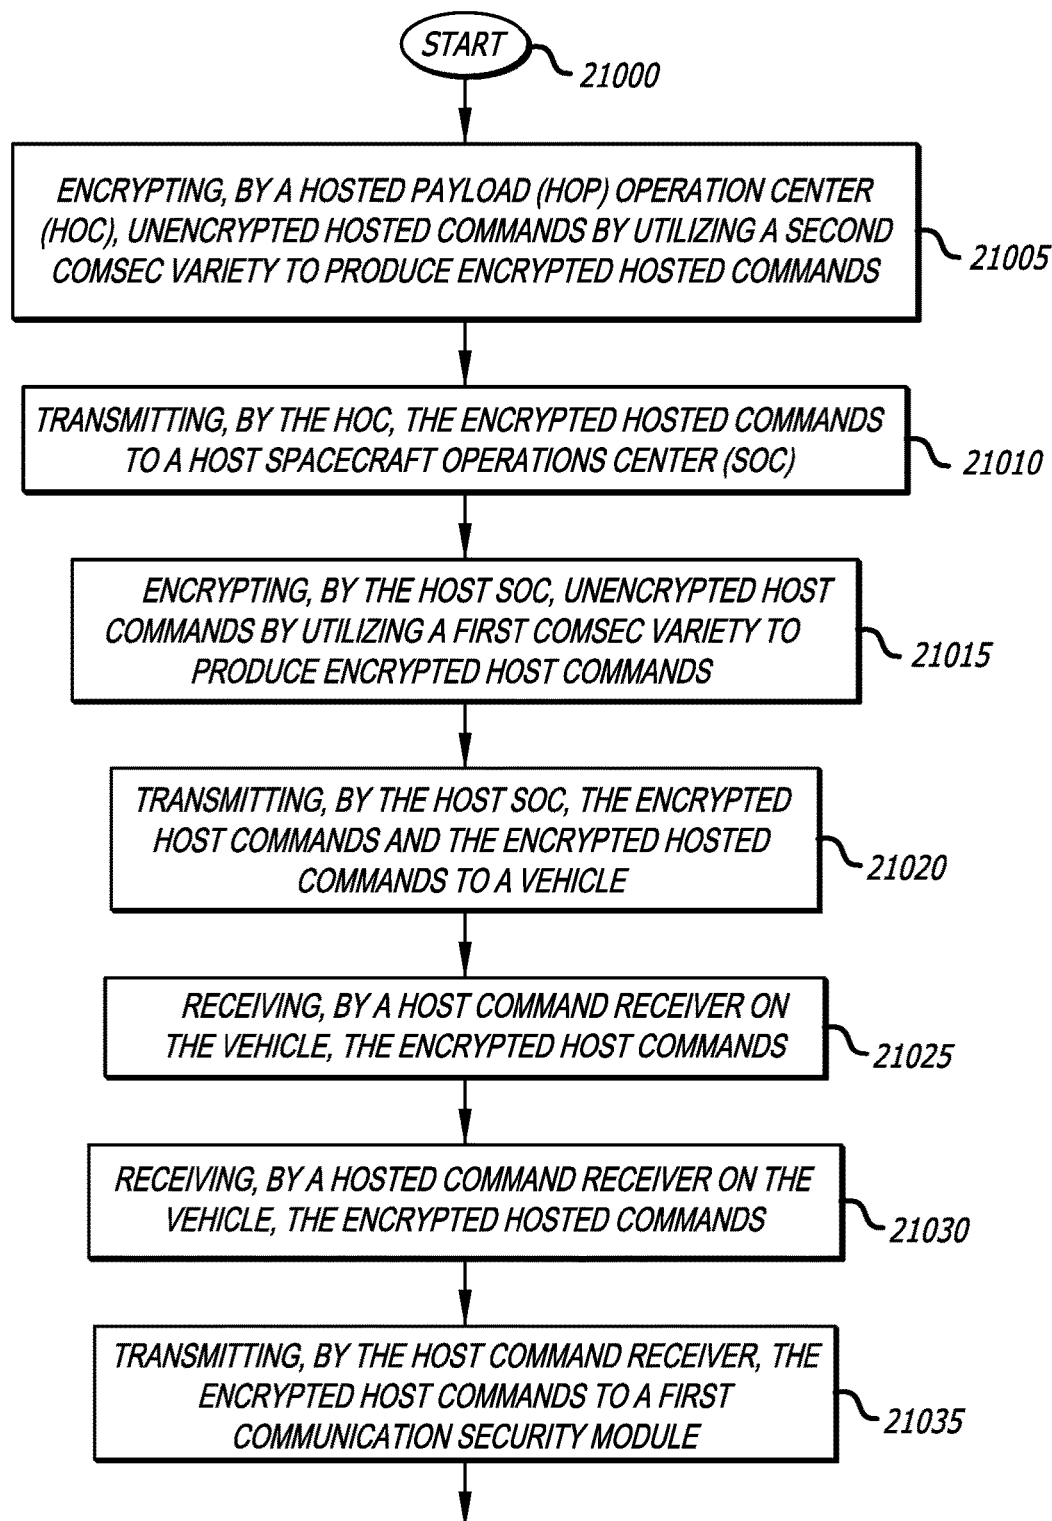 START
21000
ENCRYPTING, BY A HOSTED PAYLOAD (HOP) OPERATION CENTER
(HOC), UNENCRYPTED HOSTED COMMANDS BY UTILIZING A SECOND
COMSEC VARIETY TO PRODUCE ENCRYPTED HOSTED COMMANDS
21005
TRANSMITTING, BY THE HOC, THE ENCRYPTED HOSTED COMMANDS
TO A HOST SPACECRAFT OPERATIONS CENTER (SOC)
21010
ENCRYPTING, BY THE HOST SOC, UNENCRYPTED HOST
COMMANDS BY UTILIZING A FIRST COMSEC VARIETY TO
PRODUCE ENCRYPTED HOST COMMANDS
21015
TRANSMITTING, BY THE HOST SOC, THE ENCRYPTED
HOST COMMANDS AND THE ENCRYPTED HOSTED
COMMANDS TO A VEHICLE
21020
RECEIVING, BY A HOST COMMAND RECEIVER ON
THE VEHICLE, THE ENCRYPTED HOST COMMANDS
21025
RECEIVING, BY A HOSTED COMMAND RECEIVER ON THE
VEHICLE, THE ENCRYPTED HOSTED COMMANDS
21030
TRANSMITTING, BY THE HOST COMMAND RECEIVER, THE
ENCRYPTED HOST COMMANDS TO A FIRST
COMMUNICATION SECURITY MODULE
21035